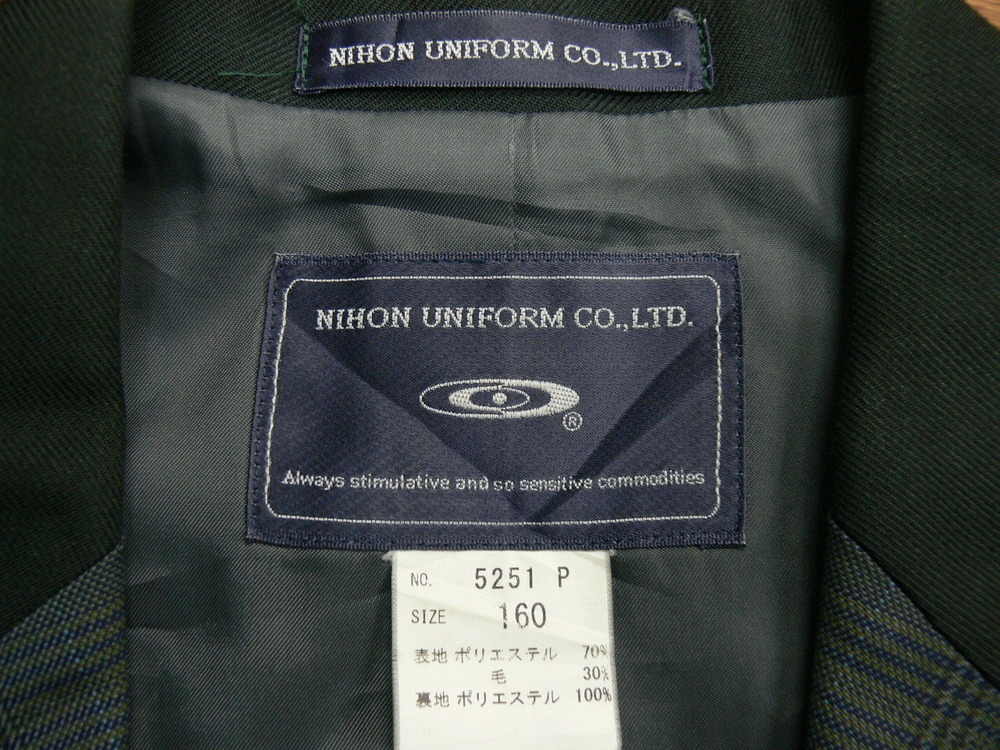 NIHON UNIFORM CO.,LTD.
NIHON UNIFORM CO.,LTD.
®
Always stimulative and so sensitive commodities
NO. 5251 P
SIZE 160
表地 ポリエステル 70%
毛 30%
裏地 ポリエステル 100%